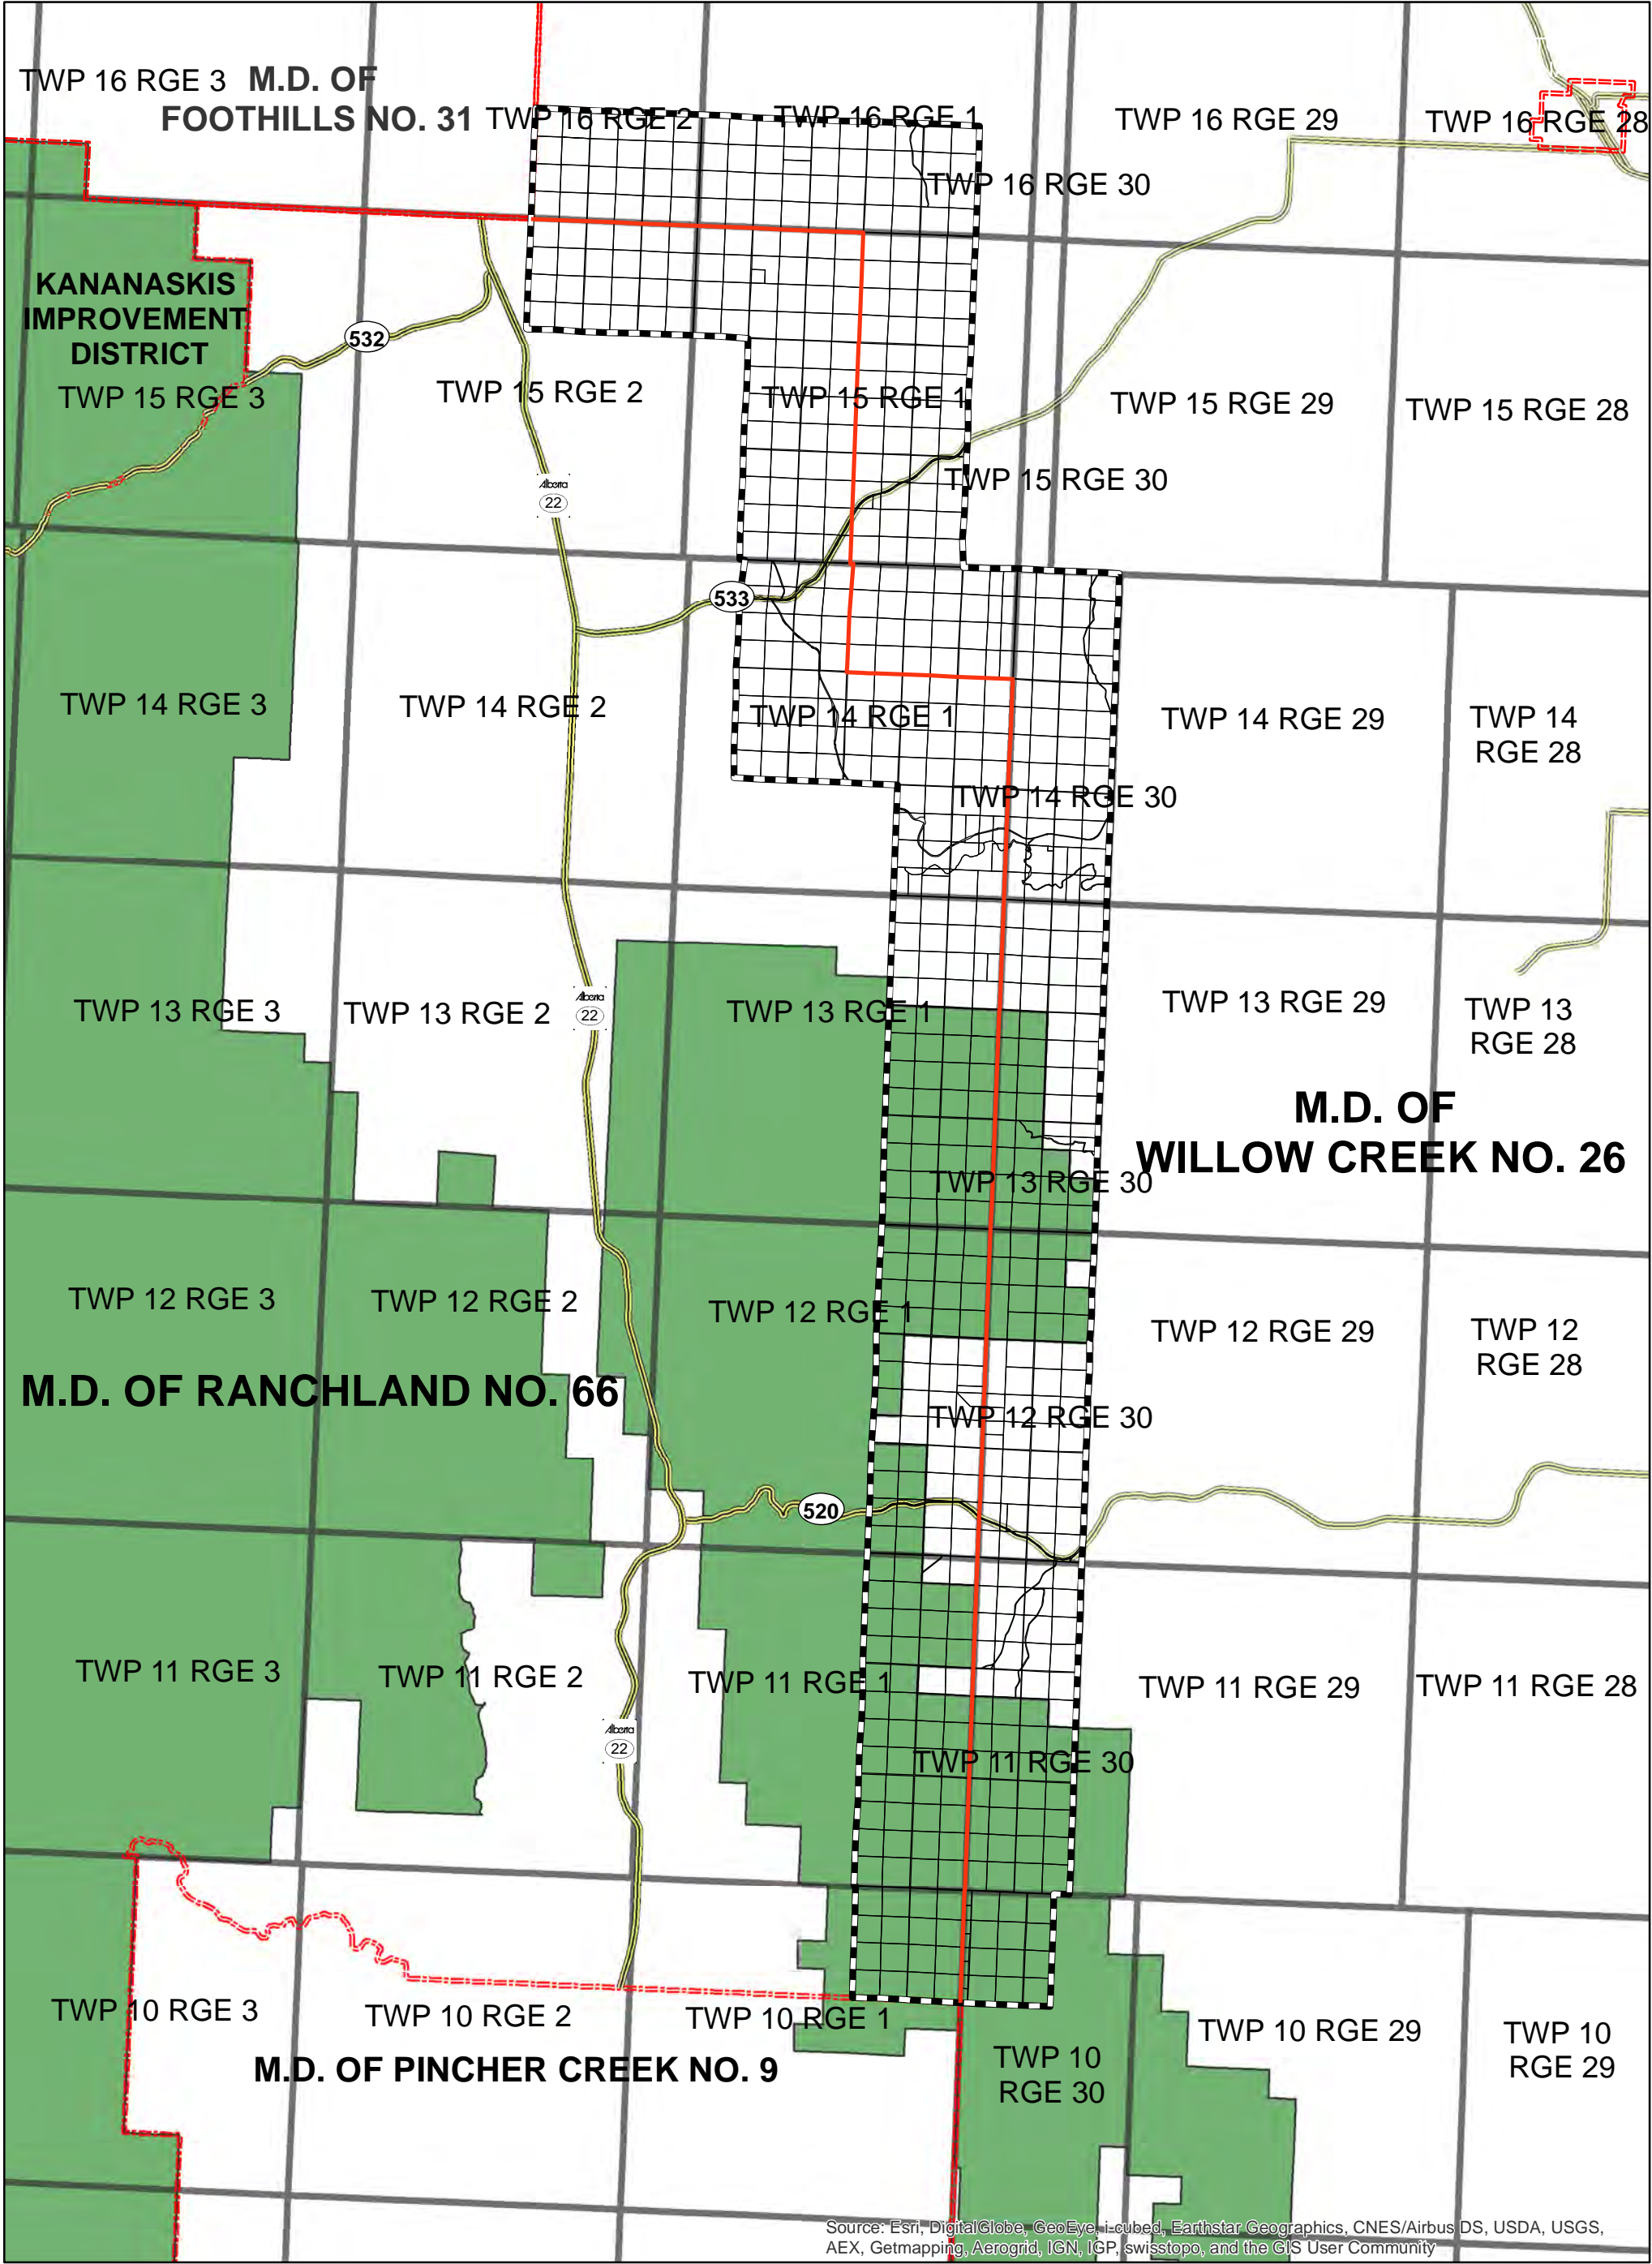 TWP 16 RGE 3 M.D. OF
FOOTHILLS NO. 31 TWP 16 RGE 2 TWP 16 RGE 1 TWP 16 RGE 29 TWP 16 RGE 28
TWP 16 RGE 30
KANANASKIS
IMPROVEMENT
DISTRICT
532
TWP 15 RGE 3 TWP 15 RGE 2 TWP 15 RGE 1 TWP 15 RGE 29 TWP 15 RGE 28
TWP 15 RGE 30
Alberta
22
533
TWP 14 RGE 3 TWP 14 RGE 2 TWP 14 RGE 1 TWP 14 RGE 29 TWP 14
RGE 28
TWP 14 RGE 30
Alberta
22
TWP 13 RGE 3 TWP 13 RGE 2 TWP 13 RGE 1 TWP 13 RGE 29 TWP 13
RGE 28
M.D. OF
WILLOW CREEK NO. 26
TWP 13 RGE 30
TWP 12 RGE 3 TWP 12 RGE 2 TWP 12 RGE 1 TWP 12 RGE 29 TWP 12
RGE 28
M.D. OF RANCHLAND NO. 66
TWP 12 RGE 30
520
TWP 11 RGE 3 TWP 11 RGE 2 TWP 11 RGE 1 TWP 11 RGE 29 TWP 11 RGE 28
Alberta
22
TWP 11 RGE 30
TWP 10 RGE 3 TWP 10 RGE 2 TWP 10 RGE 1 TWP 10 RGE 29 TWP 10
RGE 29
TWP 10
RGE 30
M.D. OF PINCHER CREEK NO. 9
Source: Esri, DigitalGlobe, GeoEye, i-cubed, Earthstar Geographics, CNES/Airbus DS, USDA, USGS,
AEX, Getmapping, Aerogrid, IGN, IGP, swisstopo, and the GIS User Community